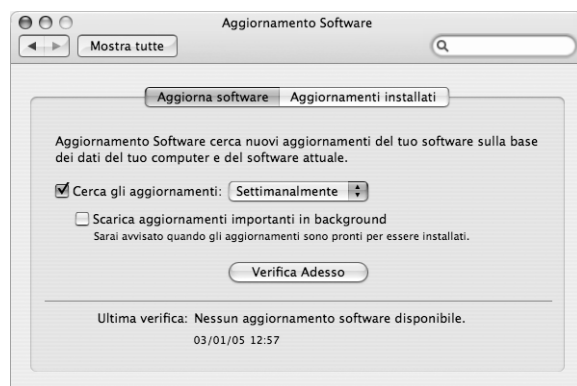 Aggiornamento Software
Mostra tutte
Aggiorna software
Aggiornamenti installati
Aggiornamento Software cerca nuovi aggiornamenti del tuo software sulla base
dei dati del tuo computer e del software attuale.
Cerca gli aggiornamenti: Settimanalmente
Scarica aggiornamenti importanti in background
Sarai avvisato quando gli aggiornamenti sono pronti per essere installati.
Verifica Adesso
Ultima verifica: Nessun aggiornamento software disponibile.
03/01/05 12:57